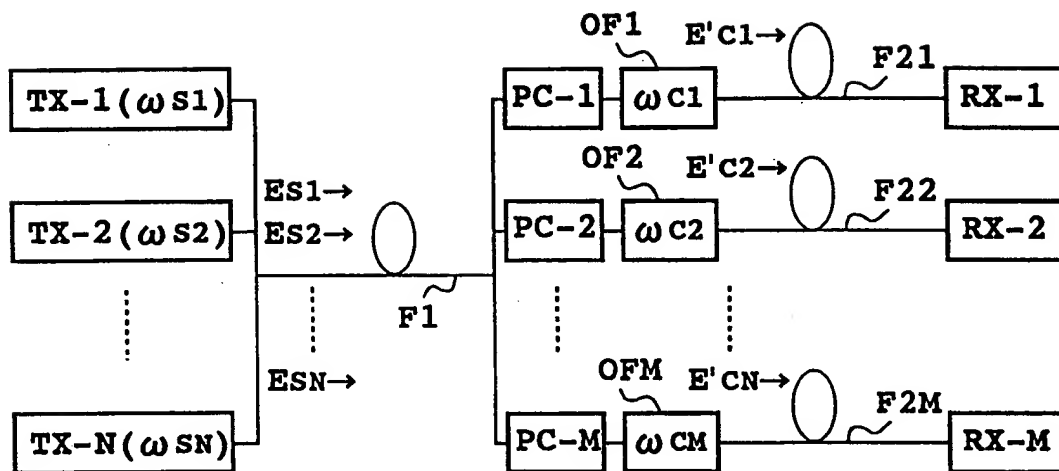 OF1 E'C1→ F21
TX-1(ωS1) PC-1 ωC1 RX-1
ES1→ OF2 E'C2→ F22
TX-2(ωS2) ES2→ PC-2 ωC2 RX-2
F1
ESN→ OFM E'CN→ F2M
TX-N(ωSN) PC-M ωCM RX-M